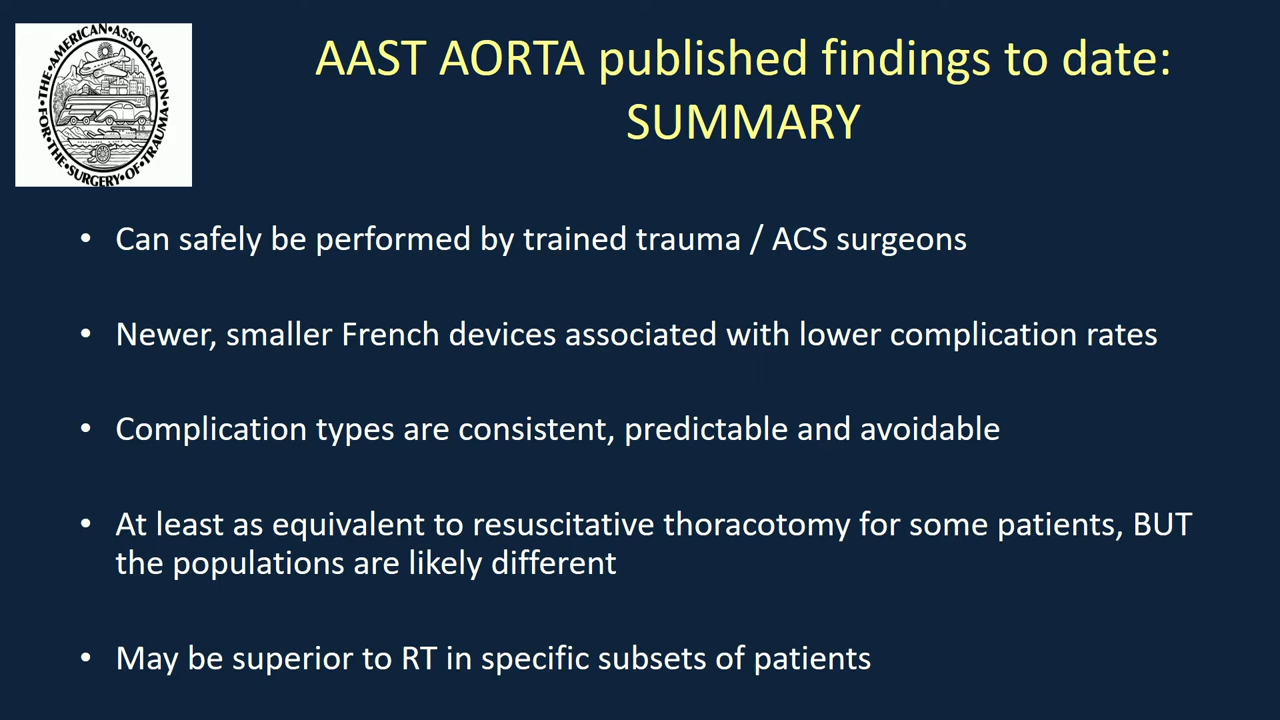 THE·AMERICAN·ASSOCIATION·
FOR·THE·SURGERY·OF·TRAUMA·
AAST AORTA published findings to date:
SUMMARY
• Can safely be performed by trained trauma / ACS surgeons
• Newer, smaller French devices associated with lower complication rates
• Complication types are consistent, predictable and avoidable
• At least as equivalent to resuscitative thoracotomy for some patients, BUT
the populations are likely different
• May be superior to RT in specific subsets of patients